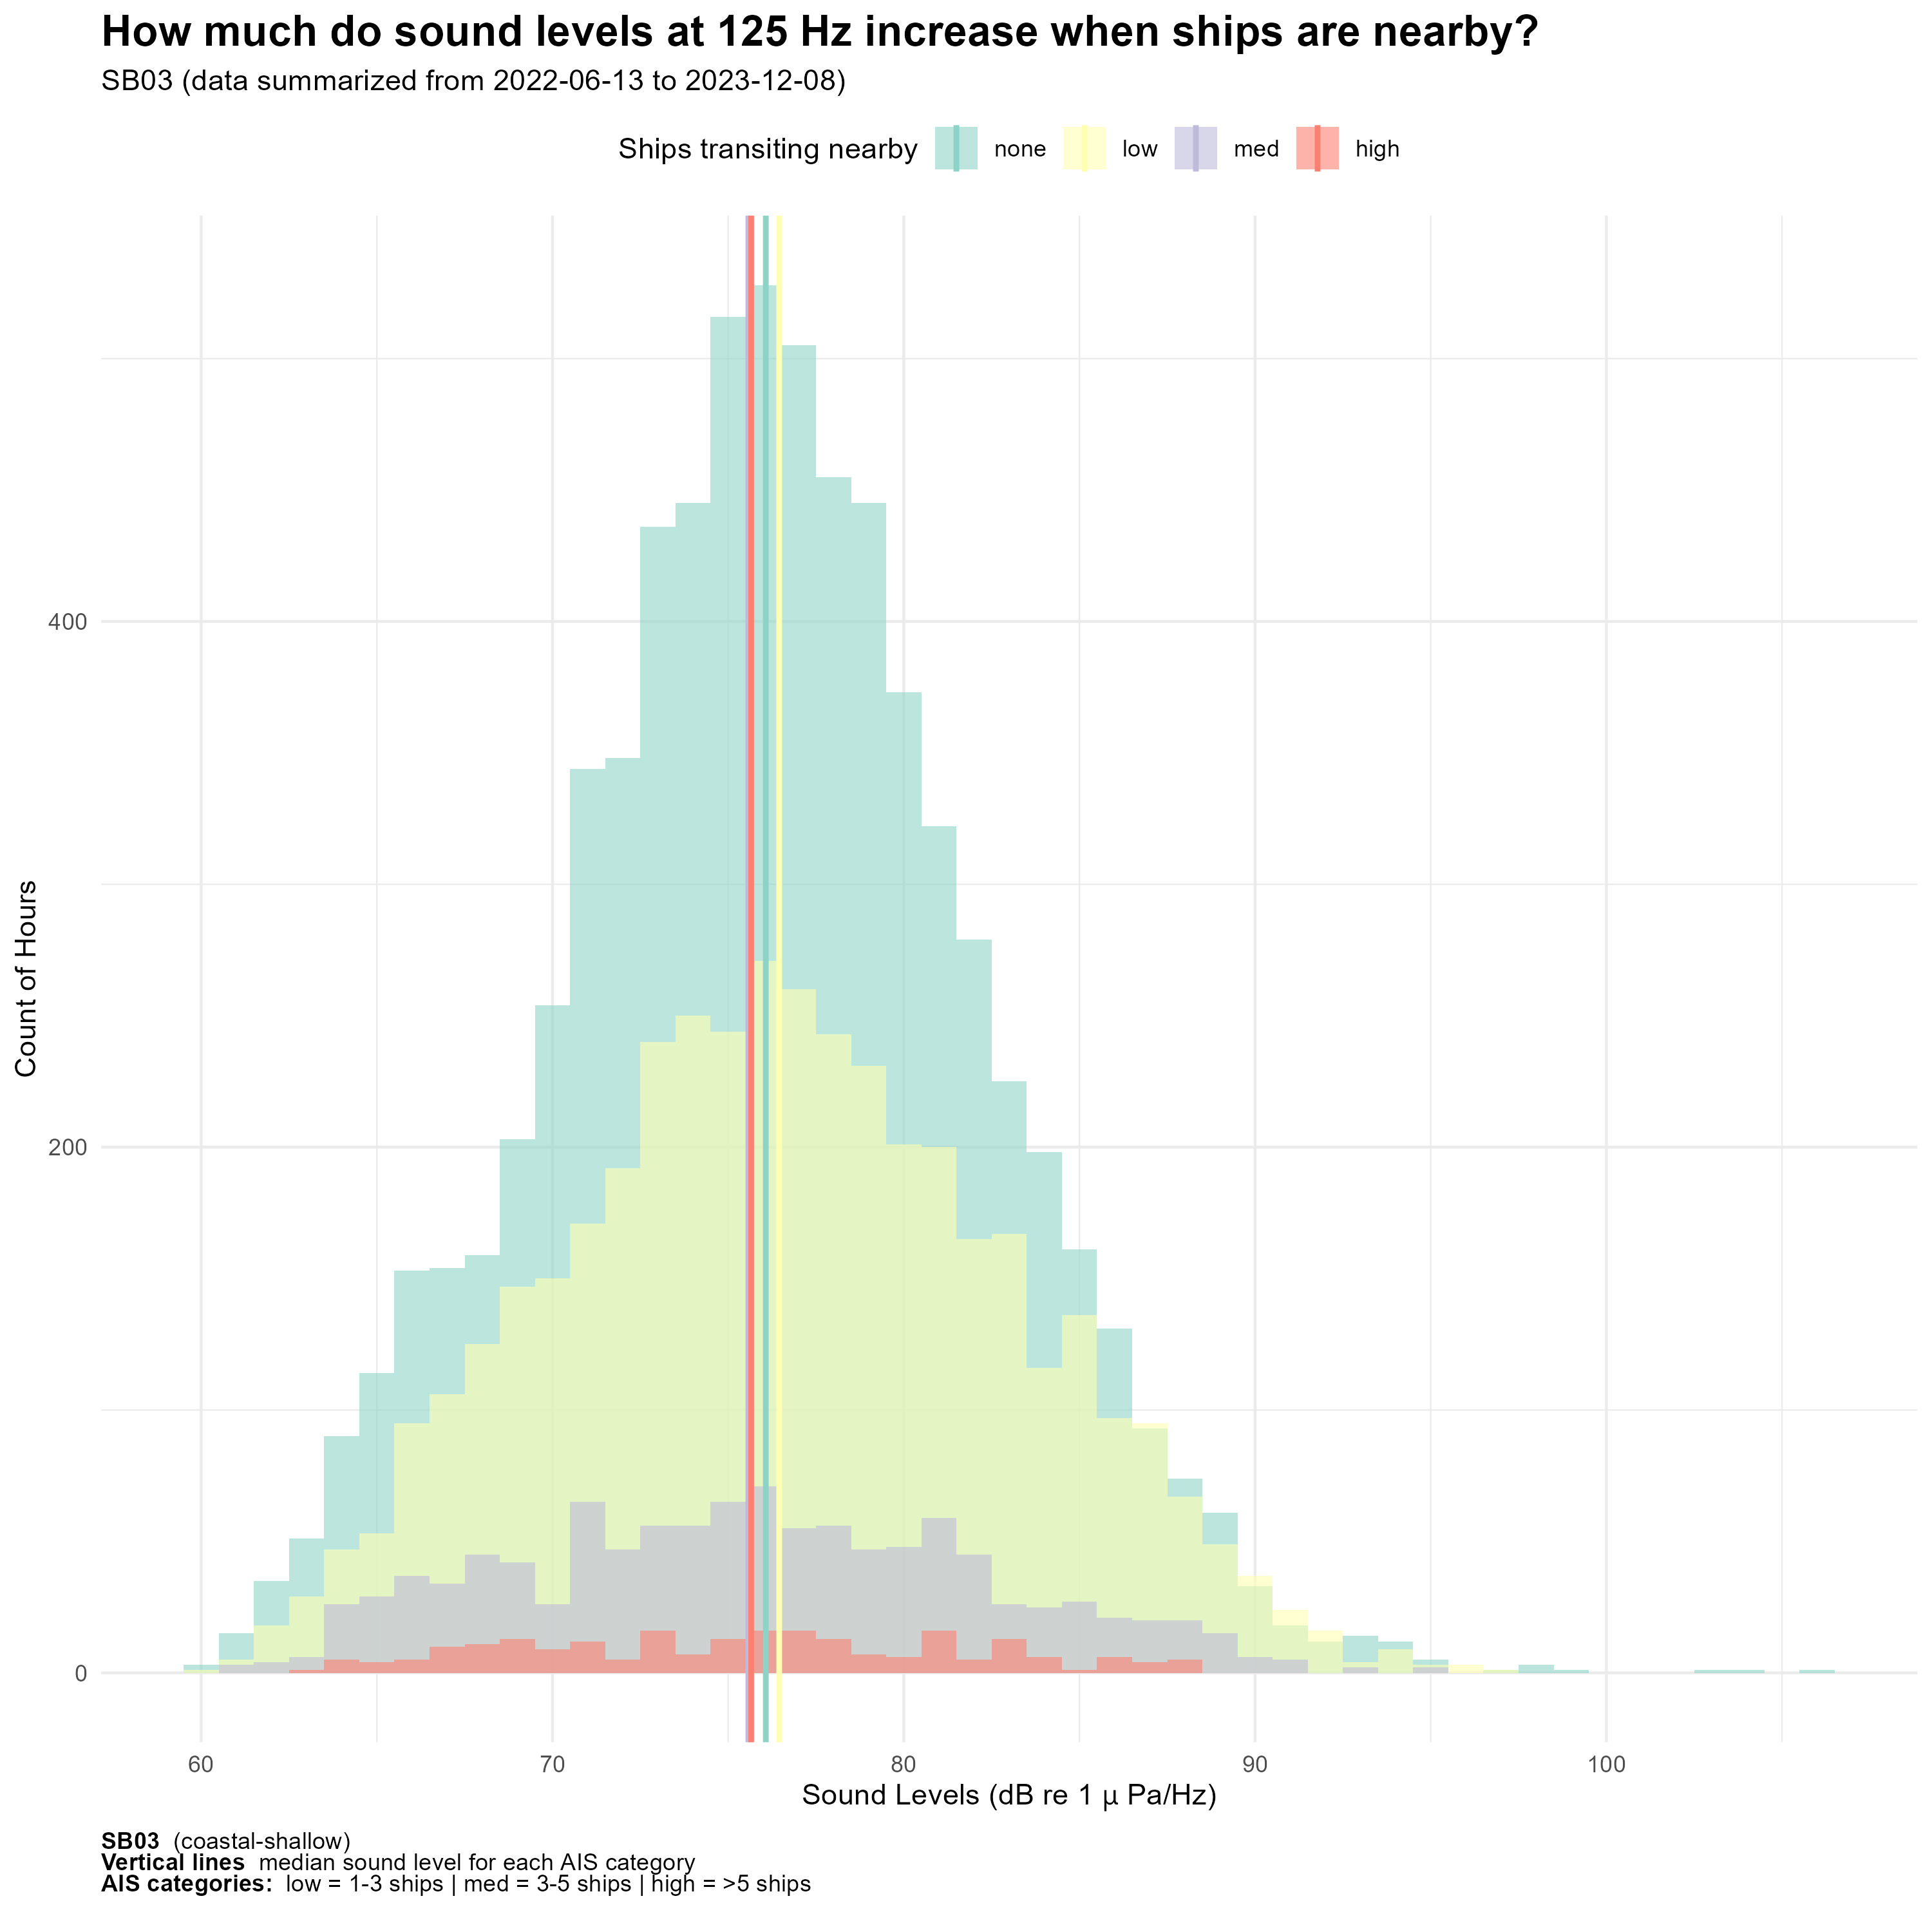 How much do sound levels at 125 Hz increase when ships are nearby?
SB03 (data summarized from 2022-06-13 to 2023-12-08)
Ships transiting nearby none low med high
400
200
0
Count of Hours
60 70 80 90 100
Sound Levels (dB re 1 μ Pa/Hz)
SB03 (coastal-shallow)
Vertical lines median sound level for each AIS category
AIS categories: low = 1-3 ships | med = 3-5 ships | high = >5 ships